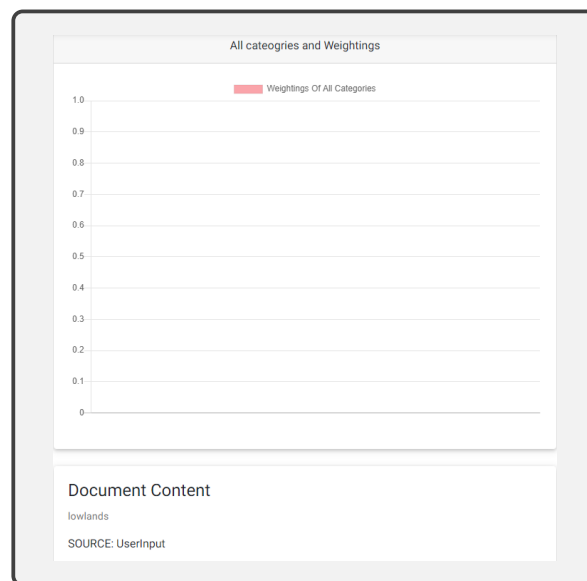 All cateogries and Weightings
Weightings Of All Categories
1.0
0.9
0.8
0.7
0.6
0.5
0.4
0.3
0.2
0.1
0
Document Content
lowlands
SOURCE: UserInput